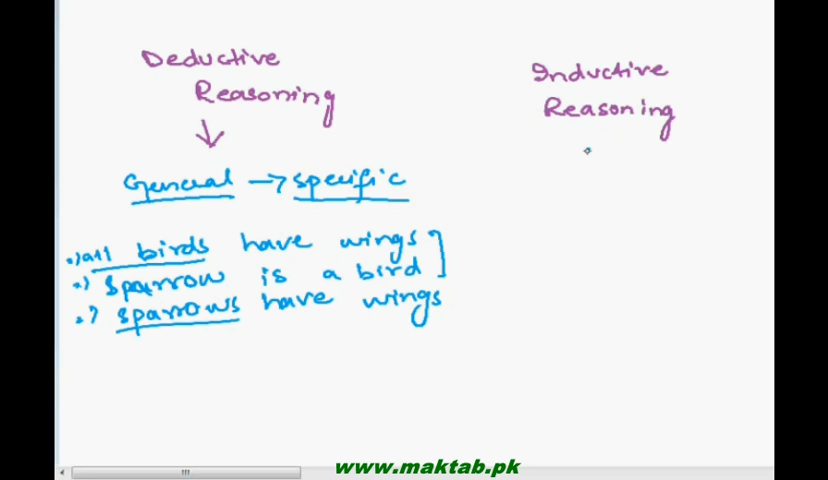 Deductive
Reasoning
General → specific
.) all birds have wings
.) sparrow is a bird
.) sparrows have wings
Inductive
Reasoning
www.maktab.pk